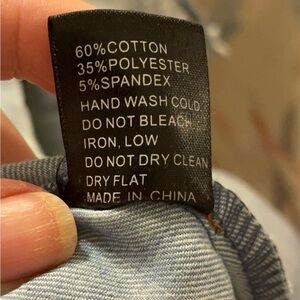 60%COTTON
35%POLYESTER
5%SPANDEX
HAND WASH COLD
DO NOT BLEACH
IRON, LOW
DO NOT DRY CLEAN
DRY FLAT
MADE IN CHINA